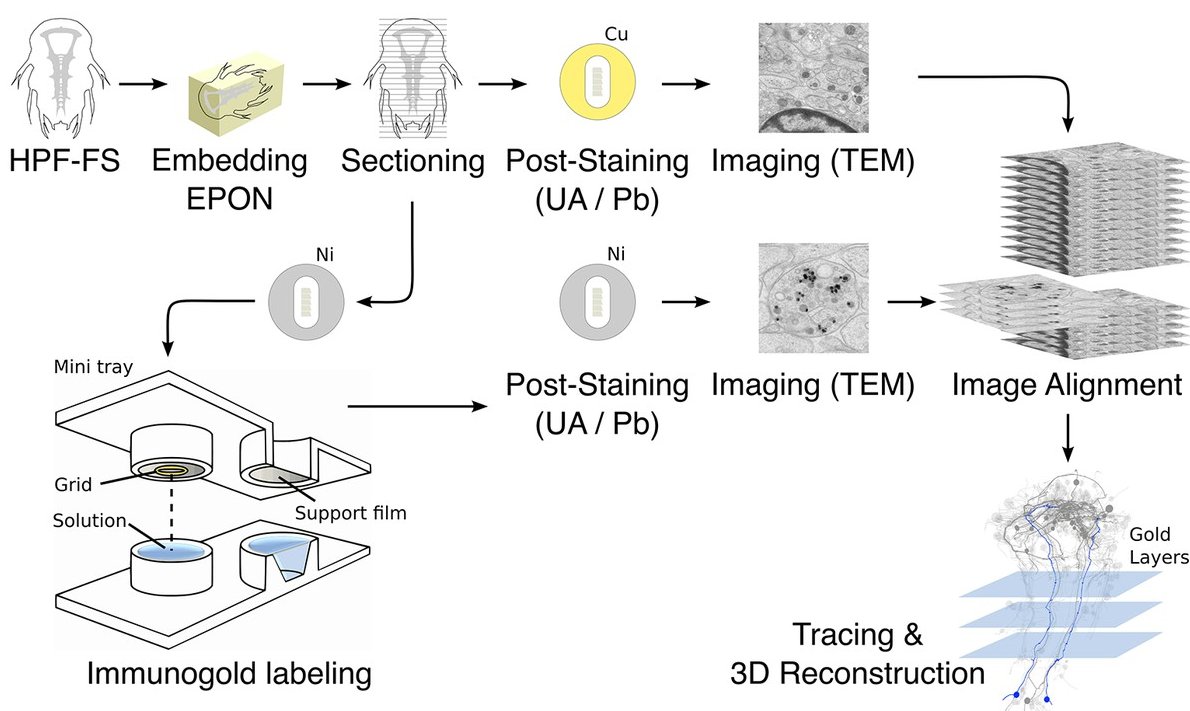 Cu
HPF-FS
Embedding
EPON
Sectioning
Post-Staining
(UA / Pb)
Imaging (TEM)
Ni
Ni
Mini tray
Grid
Solution
Support film
Immunogold labeling
Post-Staining
(UA / Pb)
Imaging (TEM)
Image Alignment
Gold
Layers
Tracing &
3D Reconstruction